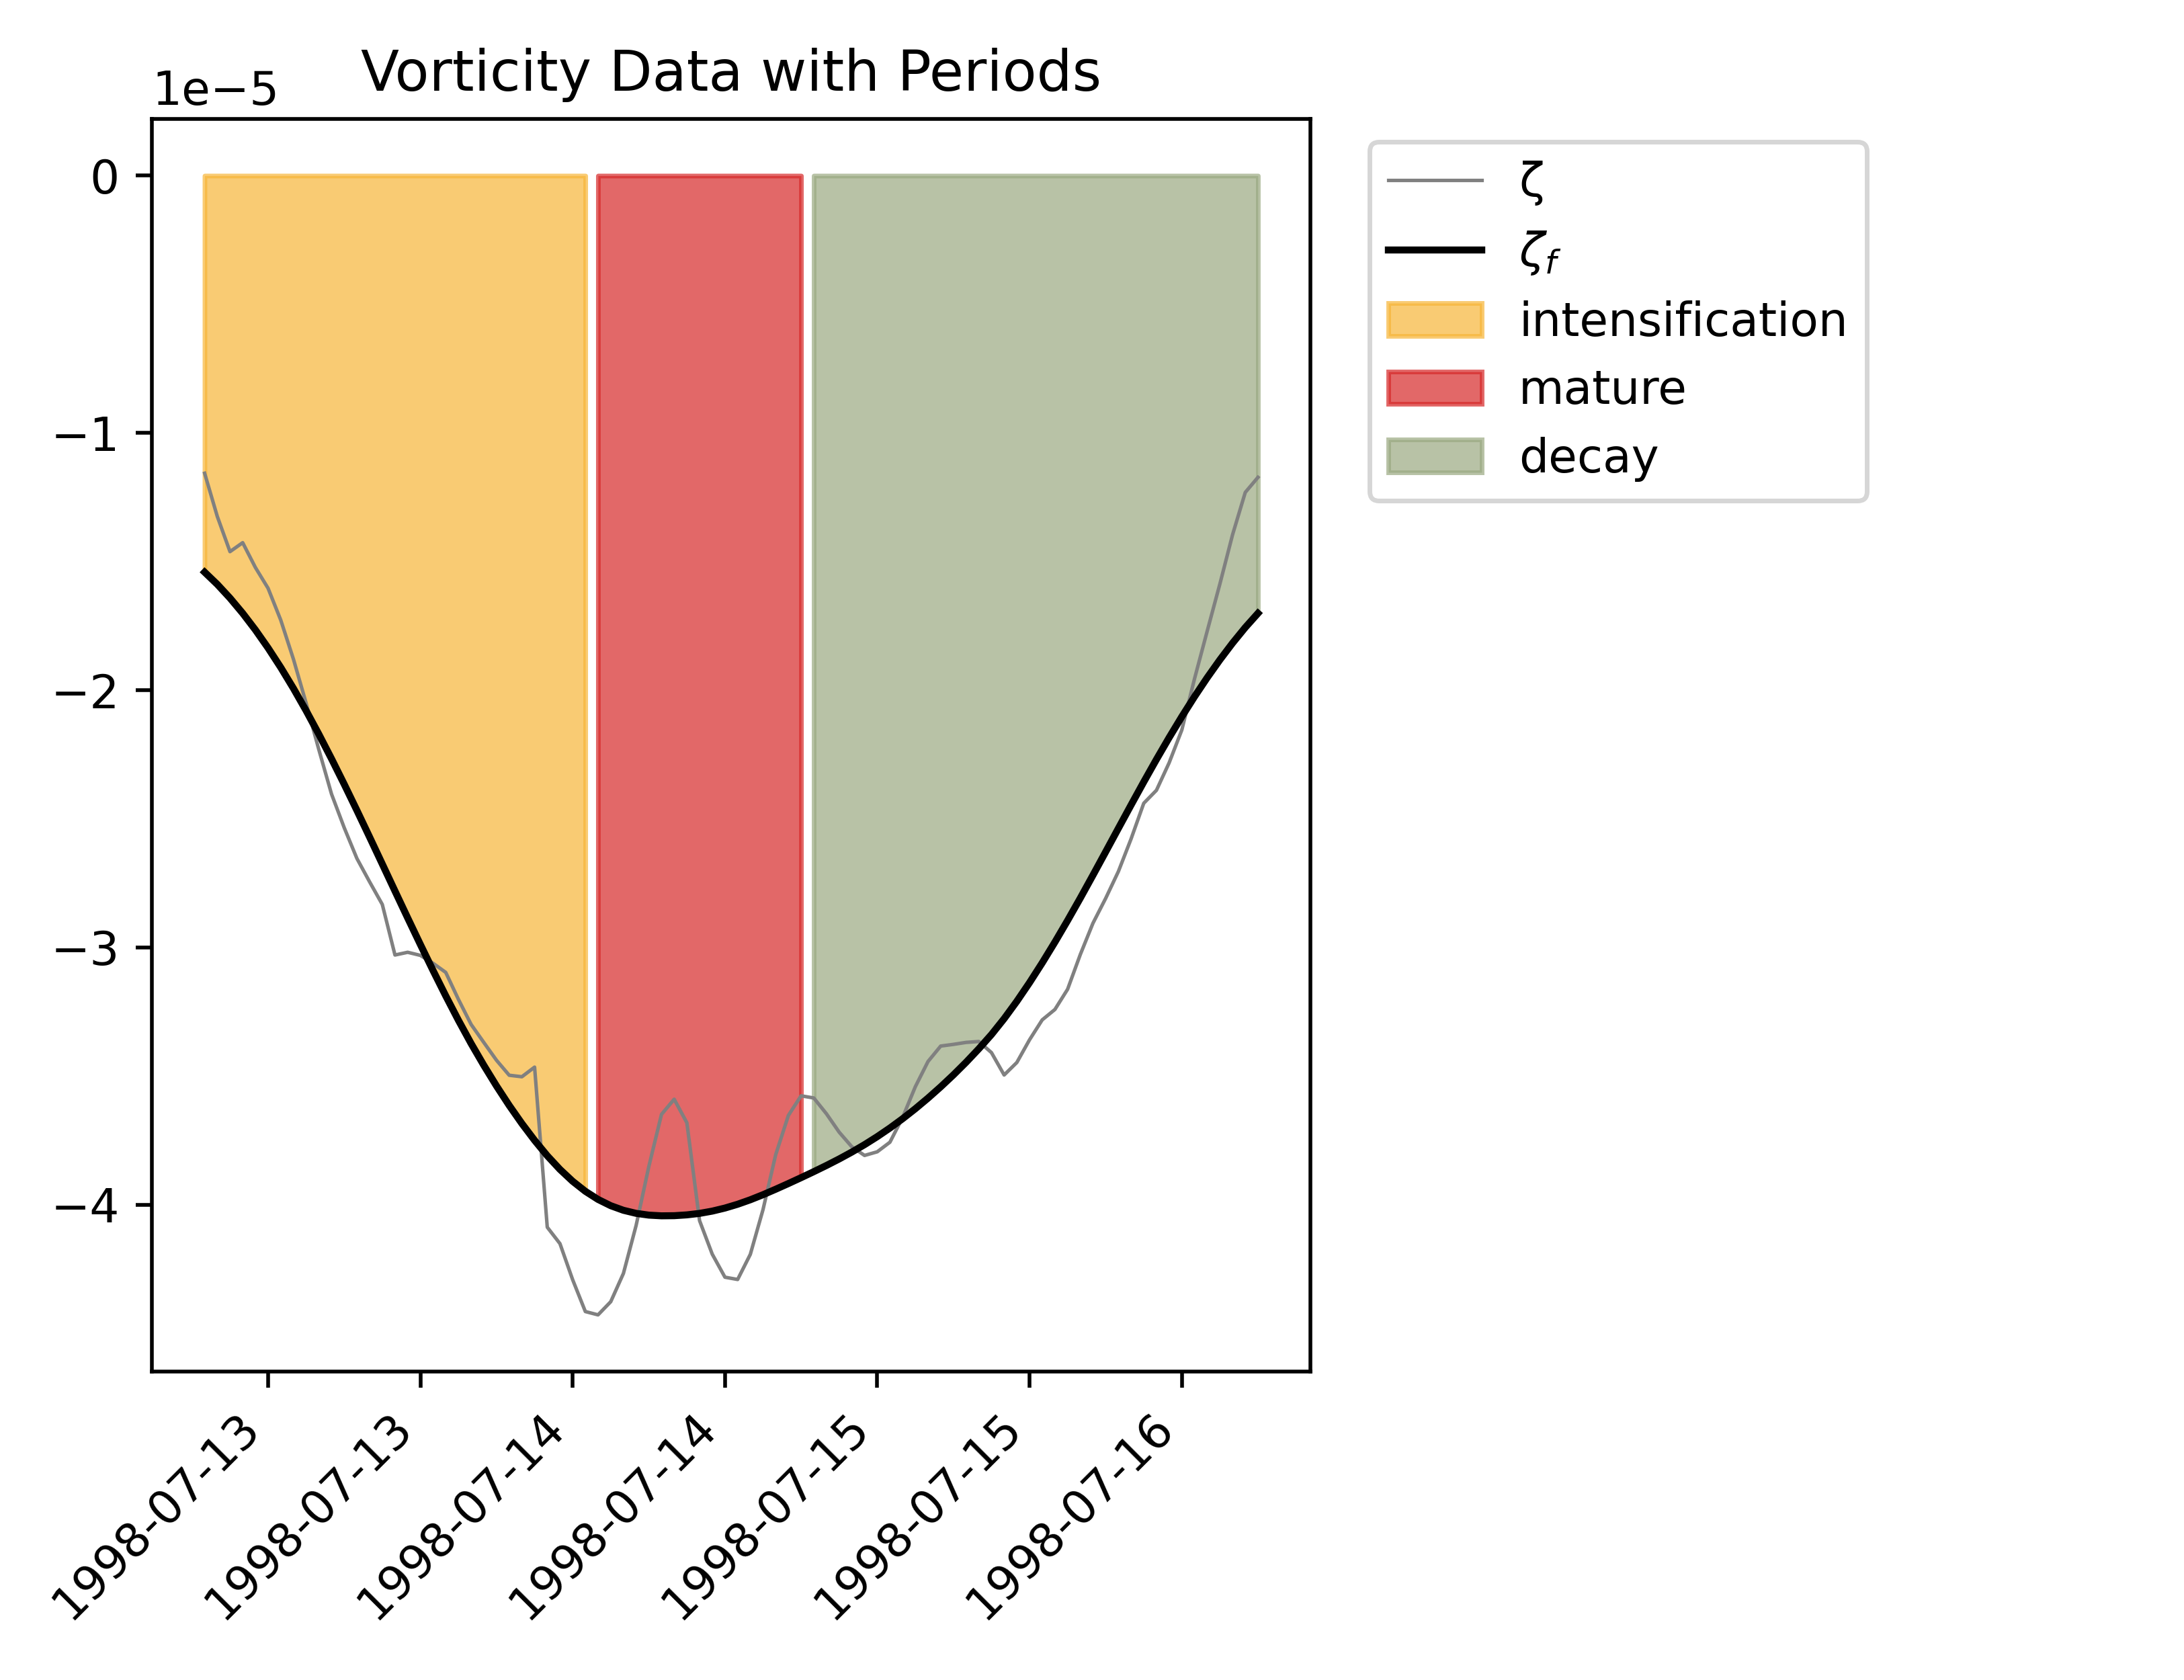 Vorticity Data with Periods
1e−5
0
−1
−2
−3
−4
1998-07-13
1998-07-13
1998-07-14
1998-07-14
1998-07-15
1998-07-15
1998-07-16
ζ
ζf
intensification
mature
decay